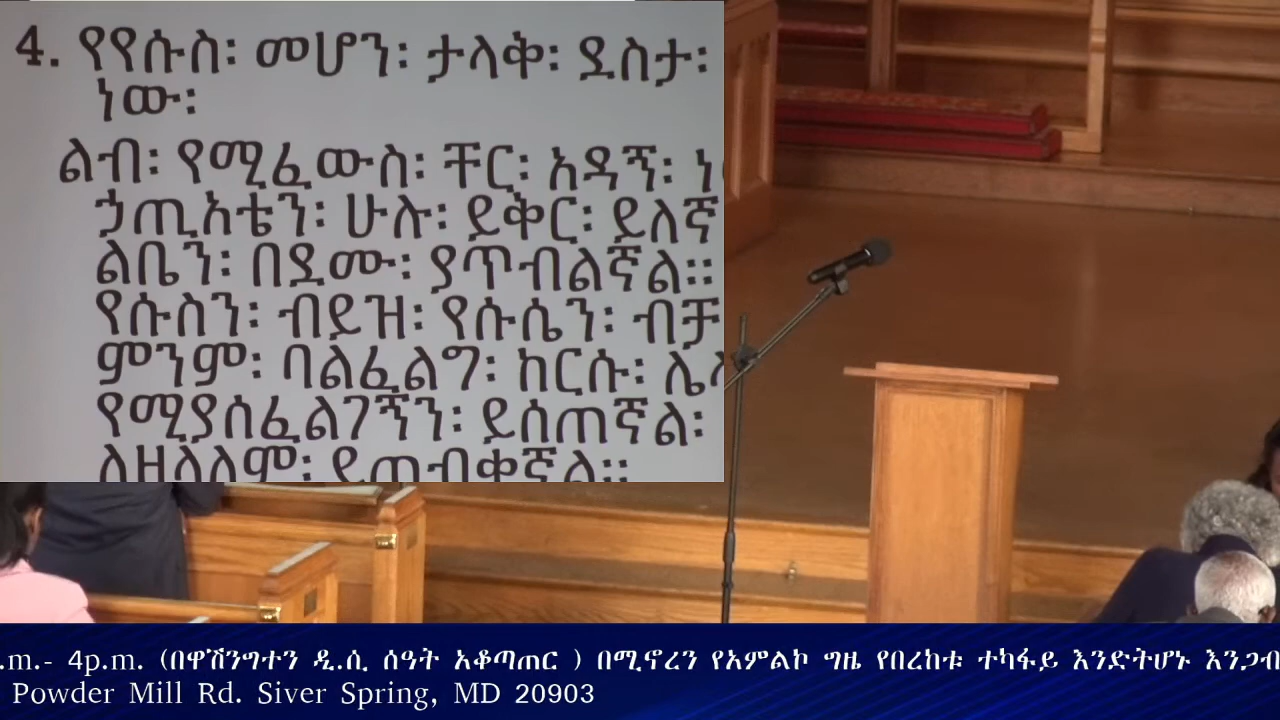 4. የየሱስ፡ መሆን፡ ታላቅ፡ ደስታ፡
ነው፡
ልብ፡ የሚፈውስ፡ ቸር፡ አዳኝ፡
ኃጢአቴን፡ ሁሉ፡ ይቅር፡ ይለኛ
ልቤን፡ በደሙ፡ ያጥብልኛል፡፡
የሱስን፡ ብይዝ፡ የሱሴን፡ ብቻ
ምንም፡ ባልፈልግ፡ ከርሱ፡
የሚያሰፈልገኝን፡ ይሰጠኛል፡
ለዘለለም፡ ይጠብቀኛል፡፡
.m.- 4p.m. (በዋሽንግተን ዲ.ሲ ሰዓት አቆጣጠር ) በሚኖረን የአምልኮ ግዜ የበረከቱ ተካፋይ እንድትሆኑ እንጋብ
Powder Mill Rd. Siver Spring, MD 20903